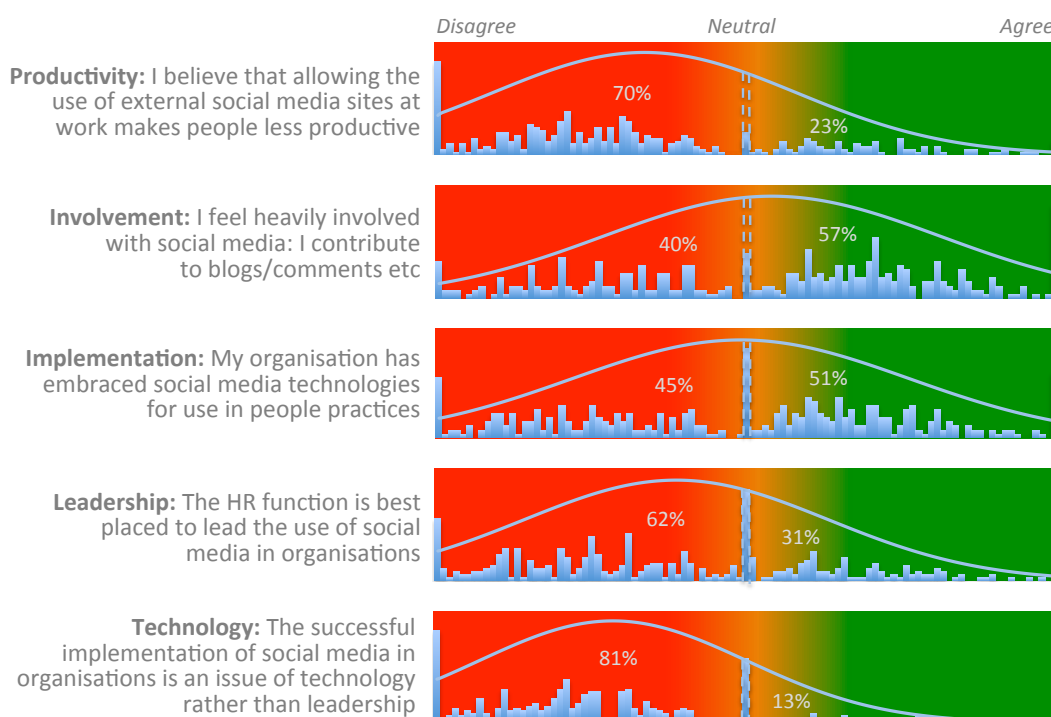 Disagree Neutral Agree
Productivity: I believe that allowing the
use of external social media sites at
work makes people less productive
70%
23%
Involvement: I feel heavily involved
with social media: I contribute
to blogs/comments etc
40%
57%
Implementation: My organisation has
embraced social media technologies
for use in people practices
45%
51%
Leadership: The HR function is best
placed to lead the use of social
media in organisations
62%
31%
Technology: The successful
implementation of social media in
organisations is an issue of technology
rather than leadership
81%
13%